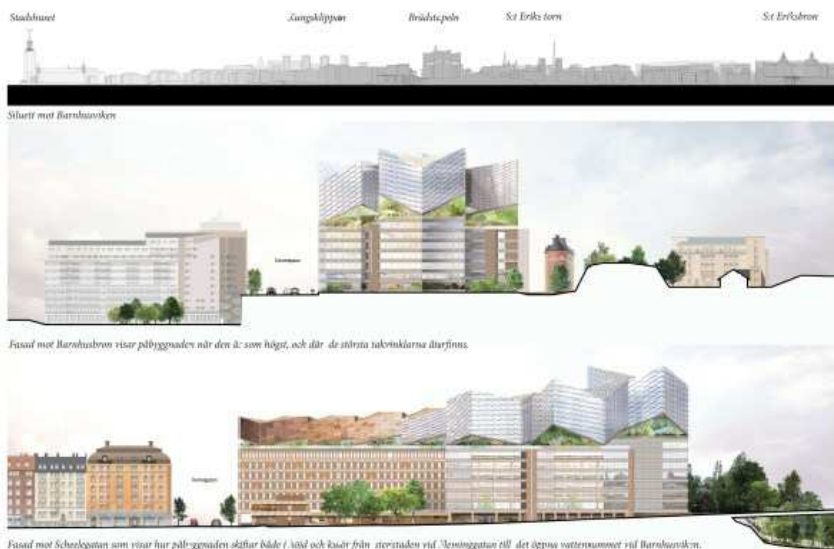 Stadshuset Kungsklippan Brädstapeln S:t Eriks torn S:t Eriksbron
Siluett mot Barnhusviken
Fasad mot Barnhusbron visar påbyggnaden när den är som högst, och där de största takvinklarna återfinns.
Fasad mot Scheelegatan som visar hur påbyggnaden skiftar både i höjd och kulör från stenstaden vid Fleminggatan till det öppna vattenrummet vid Barnhusviken.